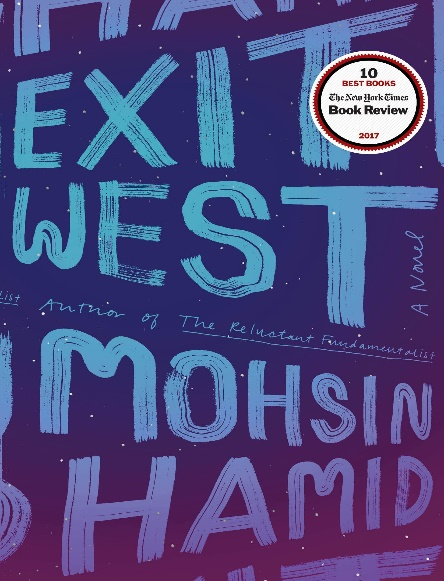 10
BEST BOOKS
The New York Times
Book Review
2017
EXIT
WEST
A Novel
Author of The Reluctant Fundamentalist
MOHSIN
HAMID